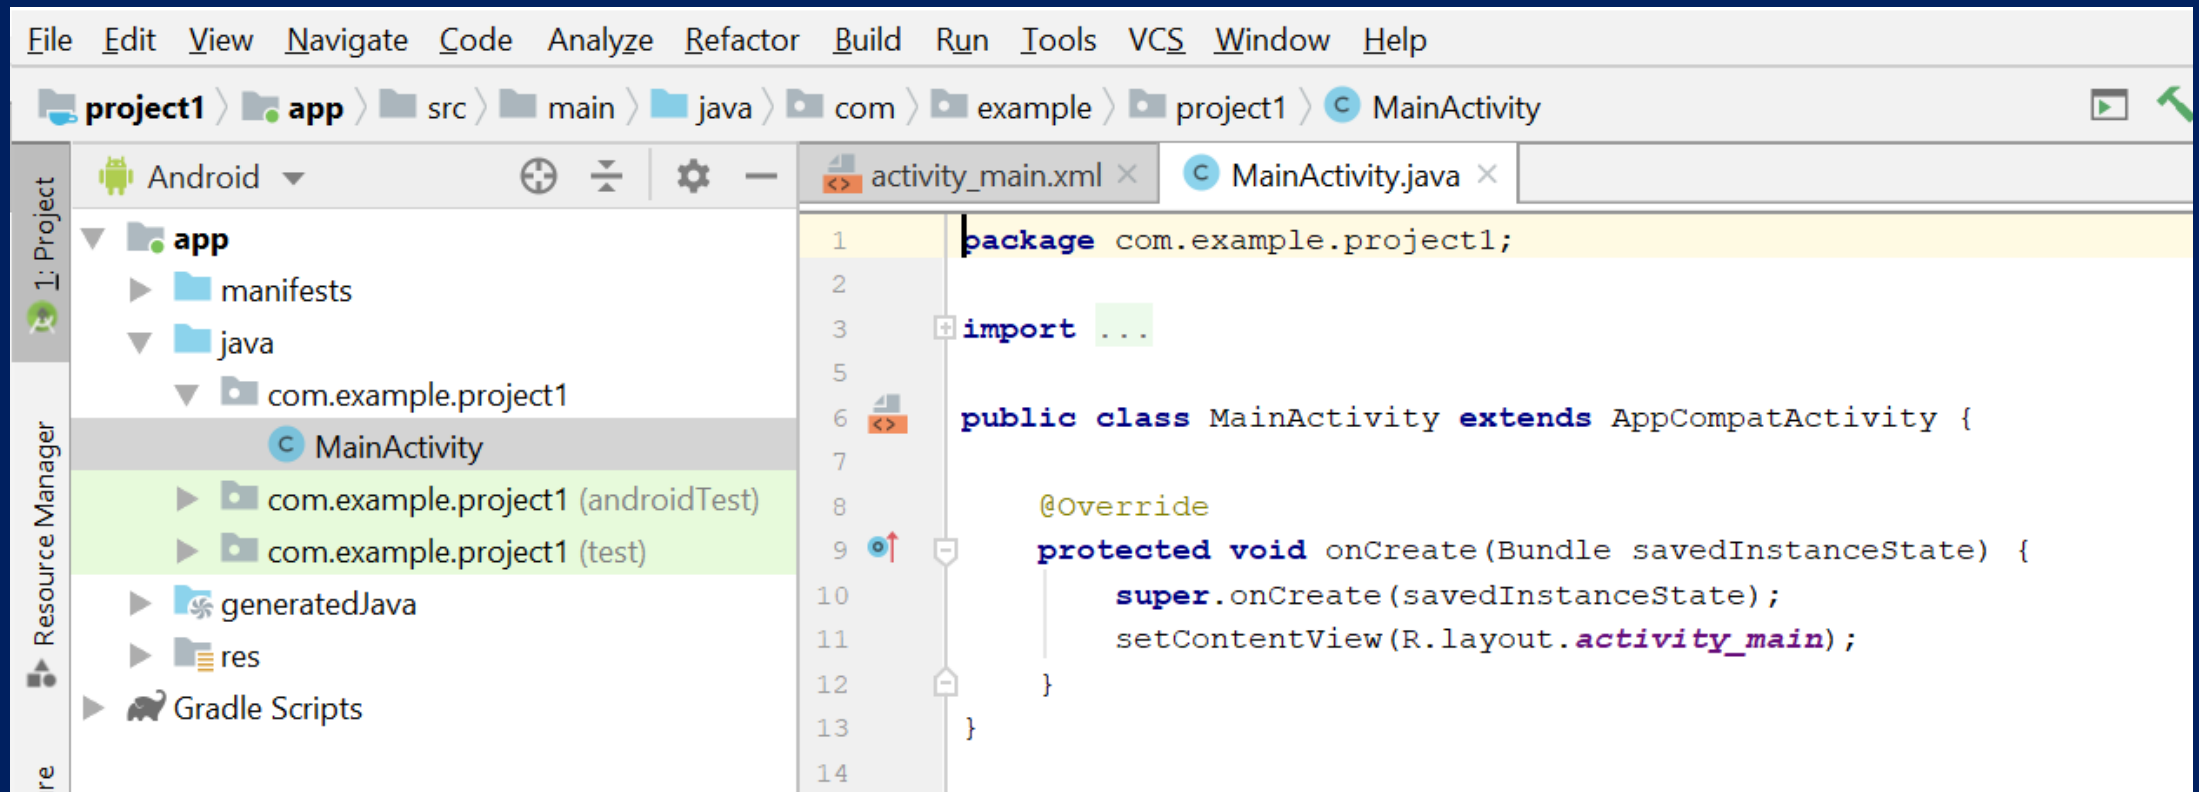 File Edit View Navigate Code Analyze Refactor Build Run Tools VCS Window Help
project1 app src main java com example project1 C MainActivity
1: Project
Resource Manager
Android
app
manifests
java
com.example.project1
C MainActivity
com.example.project1 (androidTest)
com.example.project1 (test)
generatedJava
res
Gradle Scripts
activity_main.xml C MainActivity.java
1 package com.example.project1;
2
3 import ...
5
6 public class MainActivity extends AppCompatActivity {
7
8 @Override
9 protected void onCreate(Bundle savedInstanceState) {
10 super.onCreate(savedInstanceState);
11 setContentView(R.layout.activity_main);
12 }
13 }
14